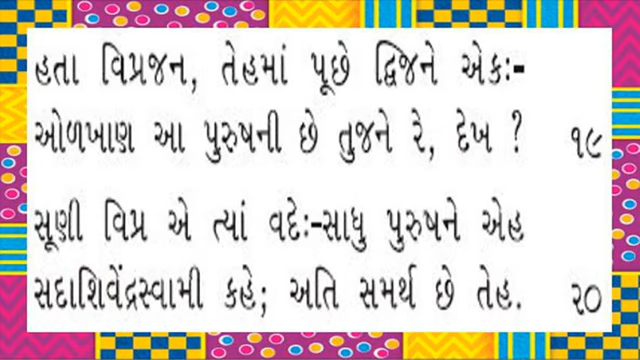 હતા વિપ્રજન, તેહમાં પૂછે દ્વિજને એકઃ-
ઓળખાણ આ પુરુષની છે તુજને રે, દેખ ? ૧૯
સૂણી વિપ્ર એ ત્યાં વદેઃ-સાધુ પુરુષને એહ
સદાશિવેંદ્રસ્વામી કહે; અતિ સમર્થ છે તેહ. ૨૦